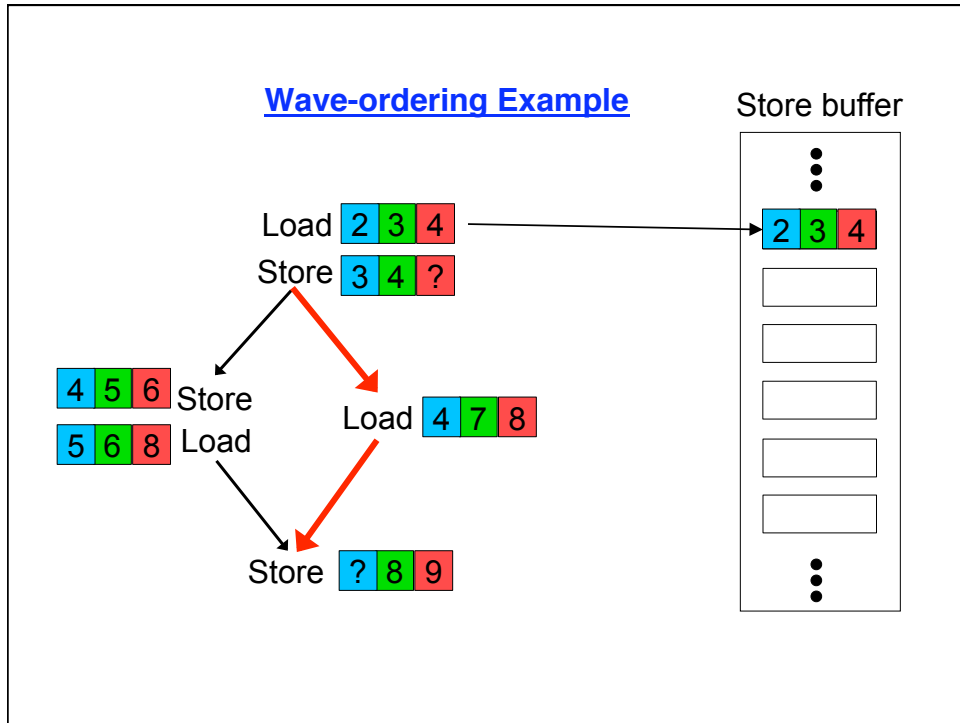 Wave-ordering Example
Store buffer
Load 2 3 4
2 3 4
Store 3 4 ?
4 5 6 Store
Load 4 7 8
5 6 8 Load
Store ? 8 9